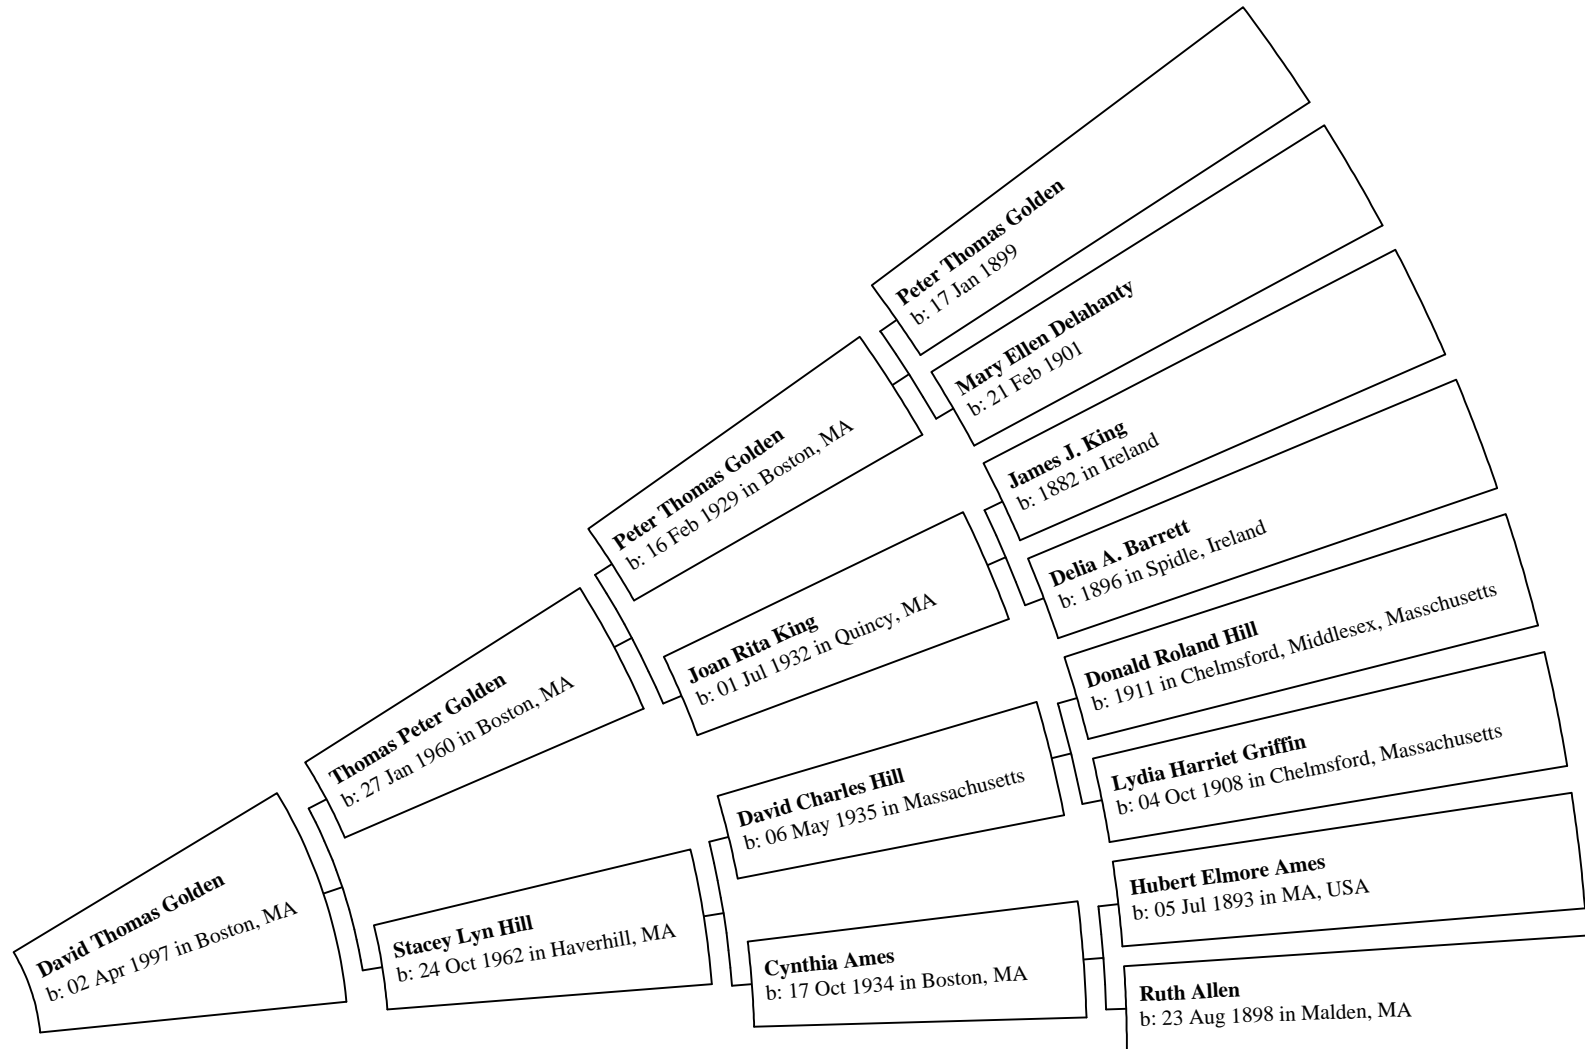 Peter Thomas Golden
b: 17 Jan 1899
Mary Ellen Delahanty
b: 21 Feb 1901
Peter Thomas Golden
b: 16 Feb 1929 in Boston, MA
James J. King
b: 1882 in Ireland
Delia A. Barrett
b: 1896 in Spidle, Ireland
Joan Rita King
b: 01 Jul 1932 in Quincy, MA
Thomas Peter Golden
b: 27 Jan 1960 in Boston, MA
Donald Roland Hill
b: 1911 in Chelmsford, Middlesex, Masschusetts
Lydia Harriet Griffin
b: 04 Oct 1908 in Chelmsford, Massachusetts
David Charles Hill
b: 06 May 1935 in Massachusetts
Hubert Elmore Ames
b: 05 Jul 1893 in MA, USA
David Thomas Golden
b: 02 Apr 1997 in Boston, MA
Stacey Lyn Hill
b: 24 Oct 1962 in Haverhill, MA
Cynthia Ames
b: 17 Oct 1934 in Boston, MA
Ruth Allen
b: 23 Aug 1898 in Malden, MA